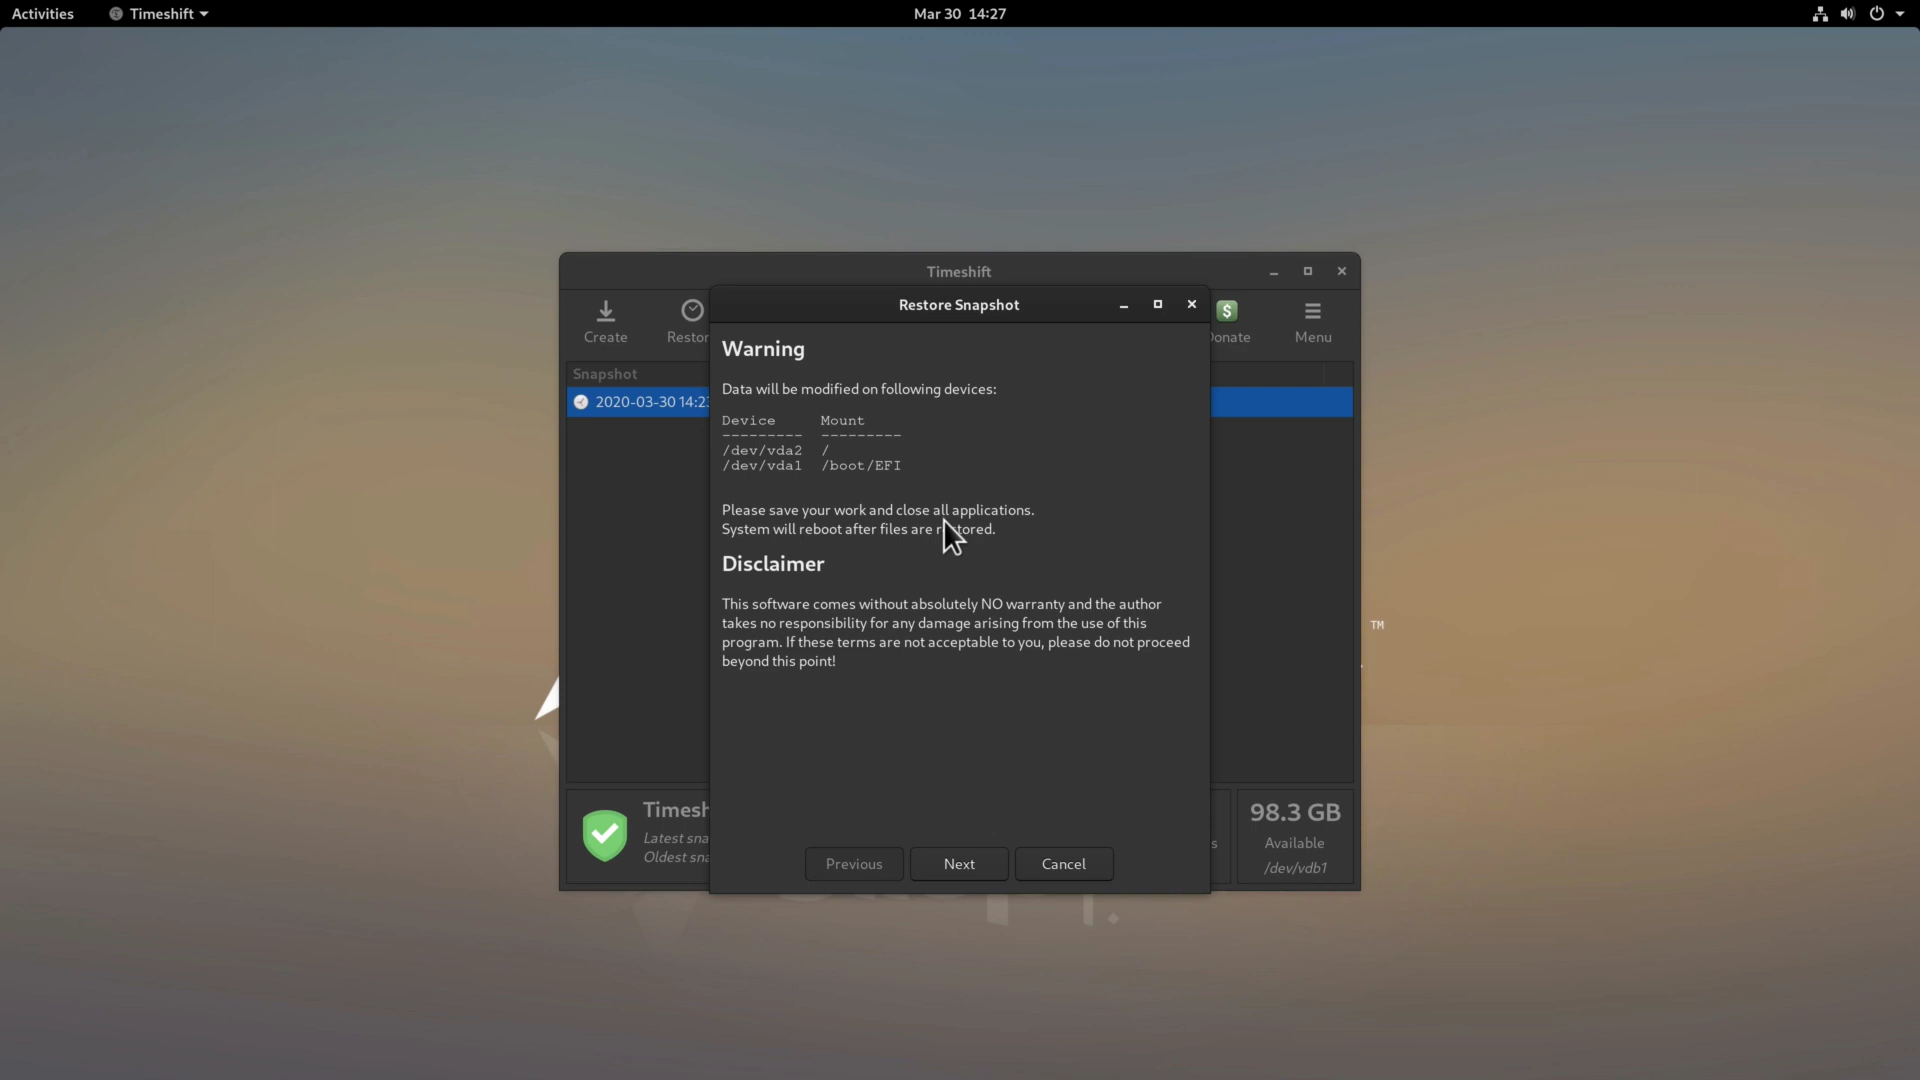 Activities Timeshift Mar 30 14:27
Timeshift
Restore Snapshot
Create Restor Donate Menu
Snapshot
2020-03-30 14:23
Warning
Data will be modified on following devices:
Device Mount
--------- ---------
/dev/vda2 /
/dev/vda1 /boot/EFI
Please save your work and close all applications.
System will reboot after files are restored.
Disclaimer
This software comes without absolutely NO warranty and the author
takes no responsibility for any damage arising from the use of this
program. If these terms are not acceptable to you, please do not proceed
beyond this point!
TM
Timesh
Latest sna
Oldest sna
s
98.3 GB
Available
/dev/vdb1
Previous Next Cancel